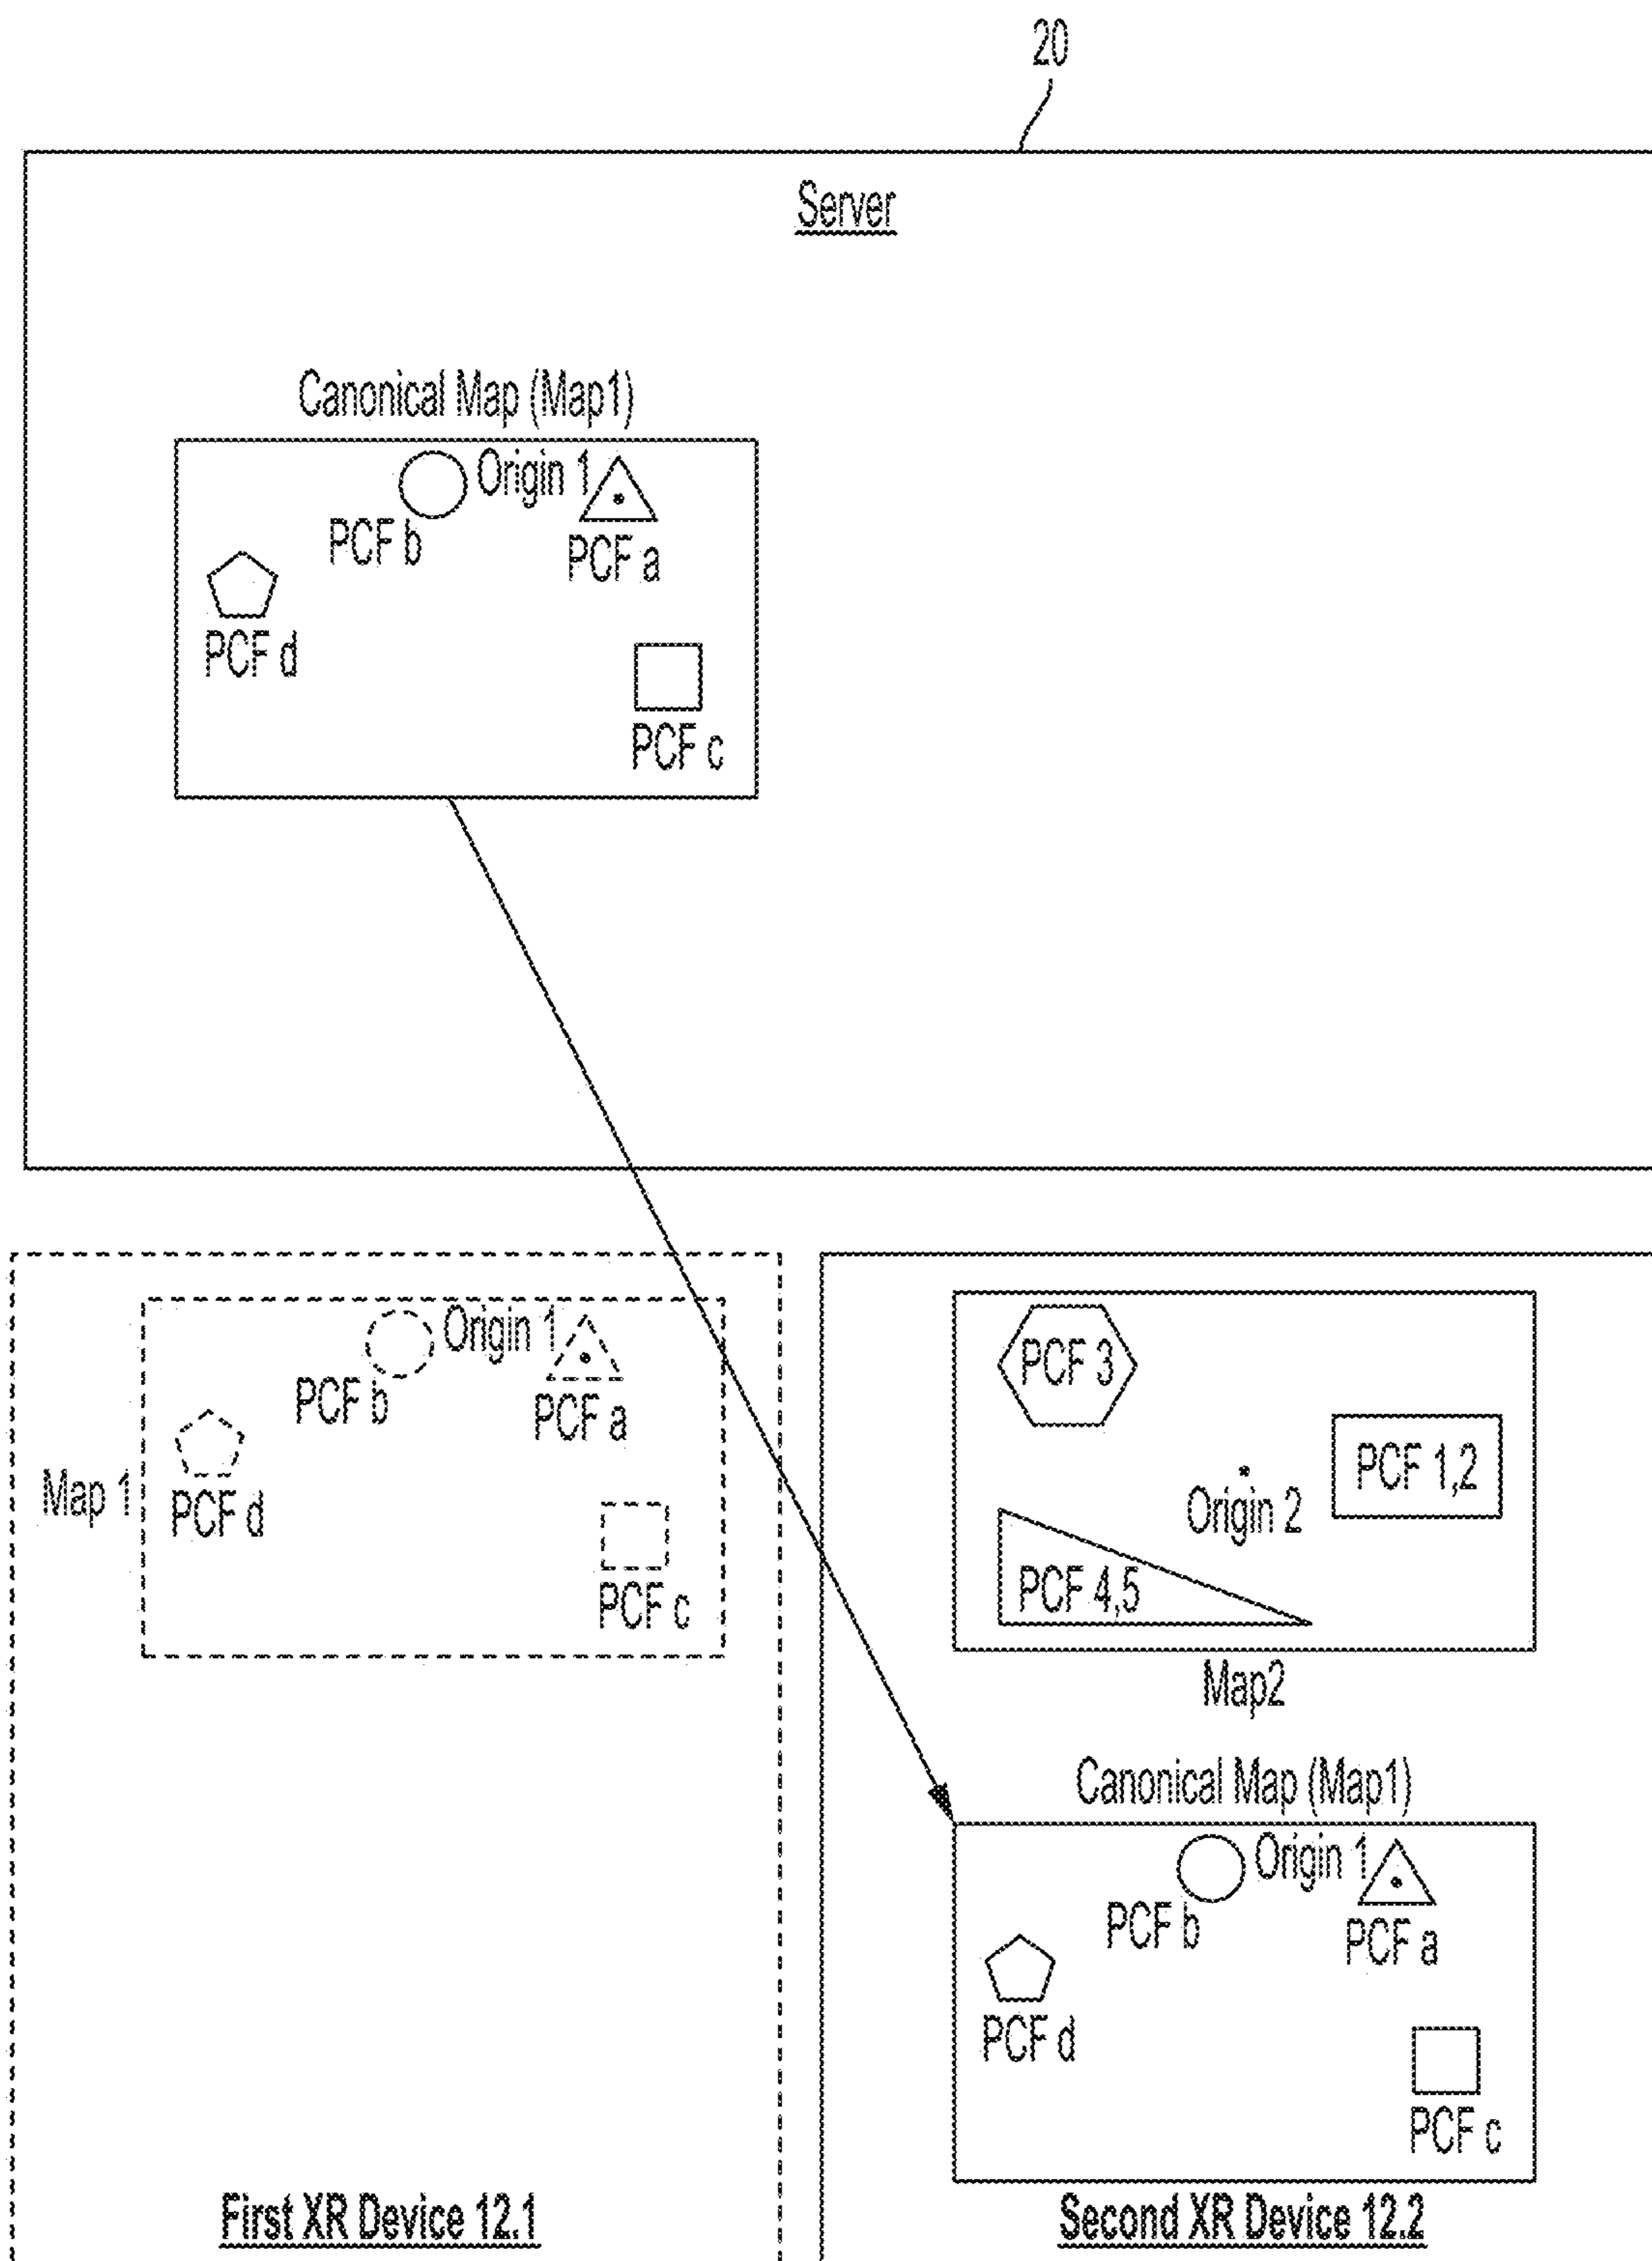 20
Server
Canonical Map (Map1)
Origin 1
PCF b
PCF a
PCF d
PCF c
Origin 1
PCF b
PCF a
Map 1
PCF d
PCF c
First XR Device 12.1
PCF 3
PCF 1,2
Origin 2
PCF 4,5
Map2
Canonical Map (Map1)
Origin 1
PCF b
PCF a
PCF d
PCF c
Second XR Device 12.2